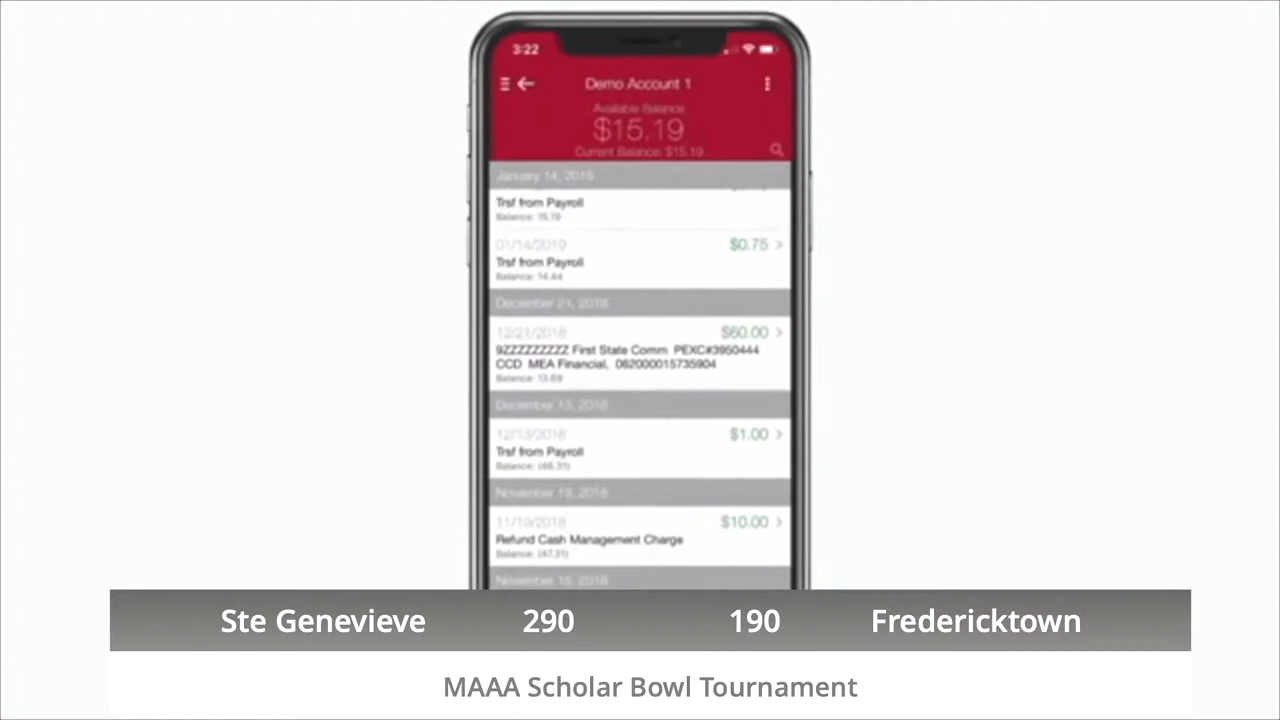 3:22
Demo Account 1
Available Balance
$15.19
Current Balance: $15.19
January 14, 2019
Trsf from Payroll
Balance: 15.19
01/14/2019 $0.75
Trsf from Payroll
Balance: 14.44
December 21, 2018
12/21/2018 $60.00
9ZZZZZZZZZ First State Comm PEXC#3950444
CCD MEA Financial, 062000015735904
Balance: 13.69
December 13, 2018
12/13/2018 $1.00
Trsf from Payroll
Balance: (46.31)
November 19, 2018
11/19/2018 $10.00
Refund Cash Management Charge
Balance: (47.31)
November 16, 2018
Ste Genevieve 290 190 Fredericktown
MAAA Scholar Bowl Tournament